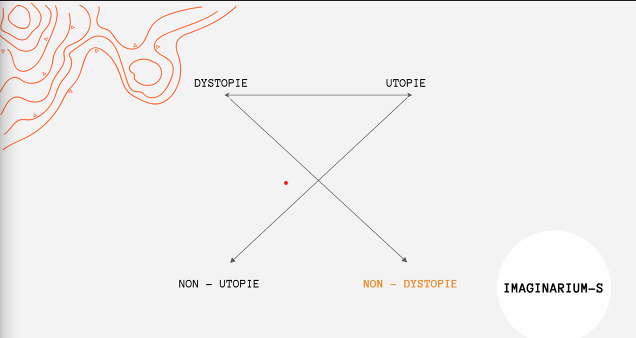 DYSTOPIE
UTOPIE
NON – UTOPIE
NON – DYSTOPIE
IMAGINARIUM–S